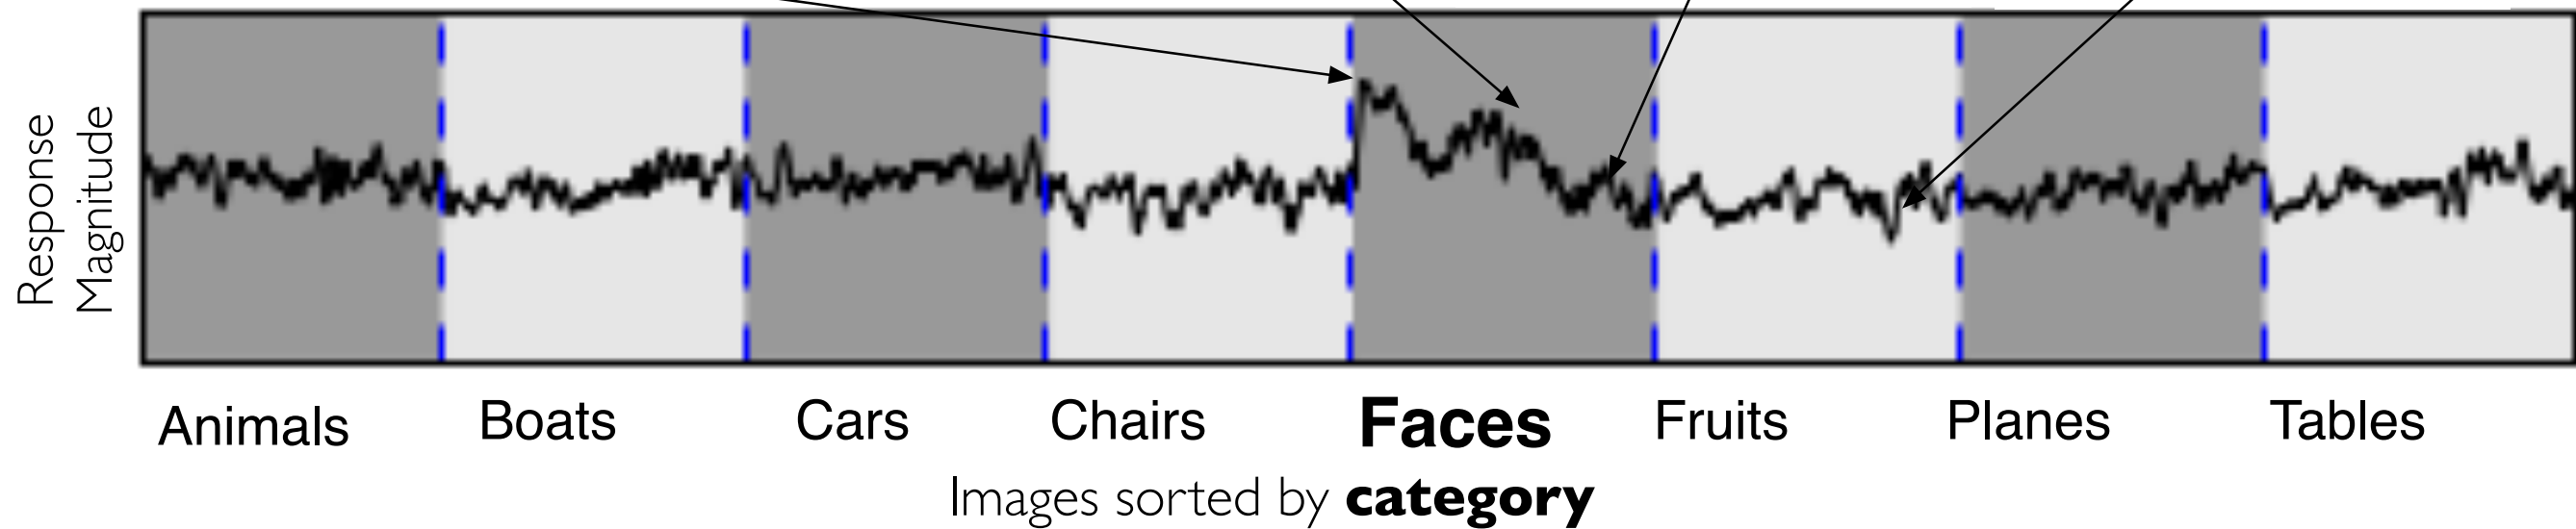 Response
Magnitude
Animals Boats Cars Chairs Faces Fruits Planes Tables
Images sorted by category